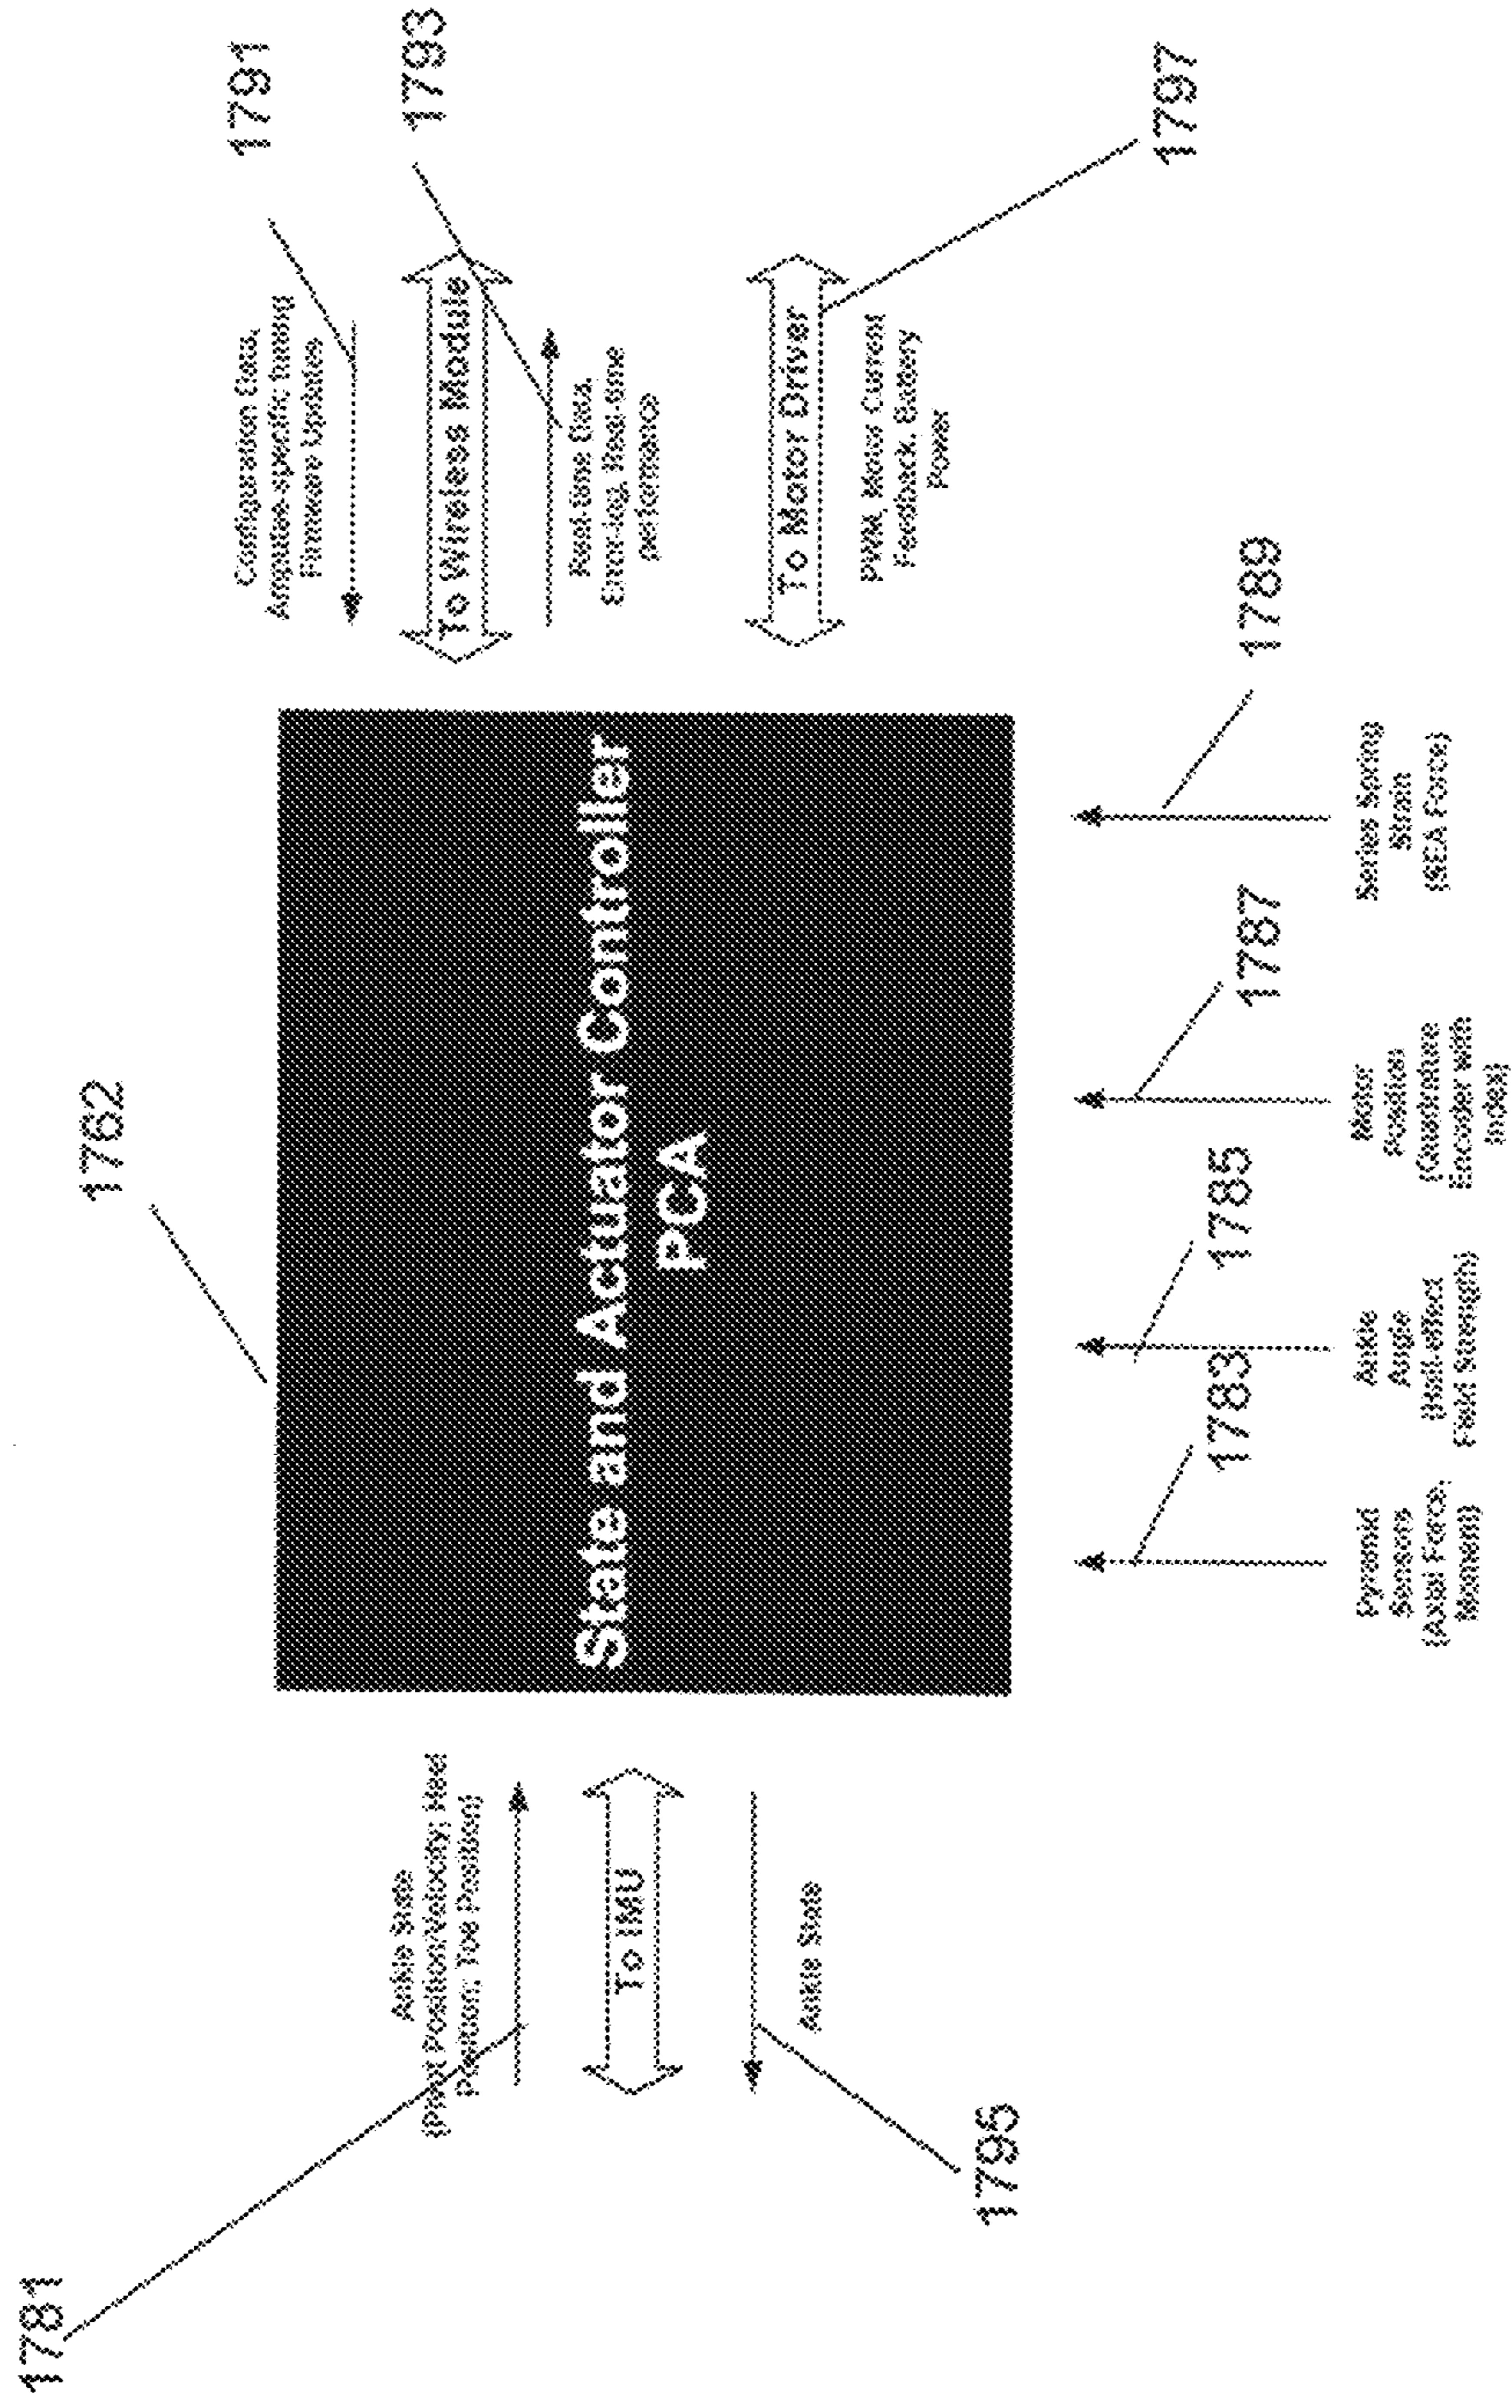 1762
1791
1793
Configuration Data,
Amputee-specific tuning
Firmware Updates
To Wireless Module
Real-time Data,
Error-log, Real-time
performance
To Motor Driver
PWM, Motor Current
Feedback, Battery
Power
1797
State and Actuator Controller
PCA
1781
Ankle State
(Pivot Position/Velocity; Heel
Position; Toe Position)
To IMU
Ankle State
1795
1783
1785
1787
1789
Pyramid
Sensors
(Axial Force,
Moment)
Ankle
Angle
(Hall-effect
Field Strength)
Motor
Position
(Quadrature
Encoder with
Index)
Series Spring
Strain
(SEA Force)